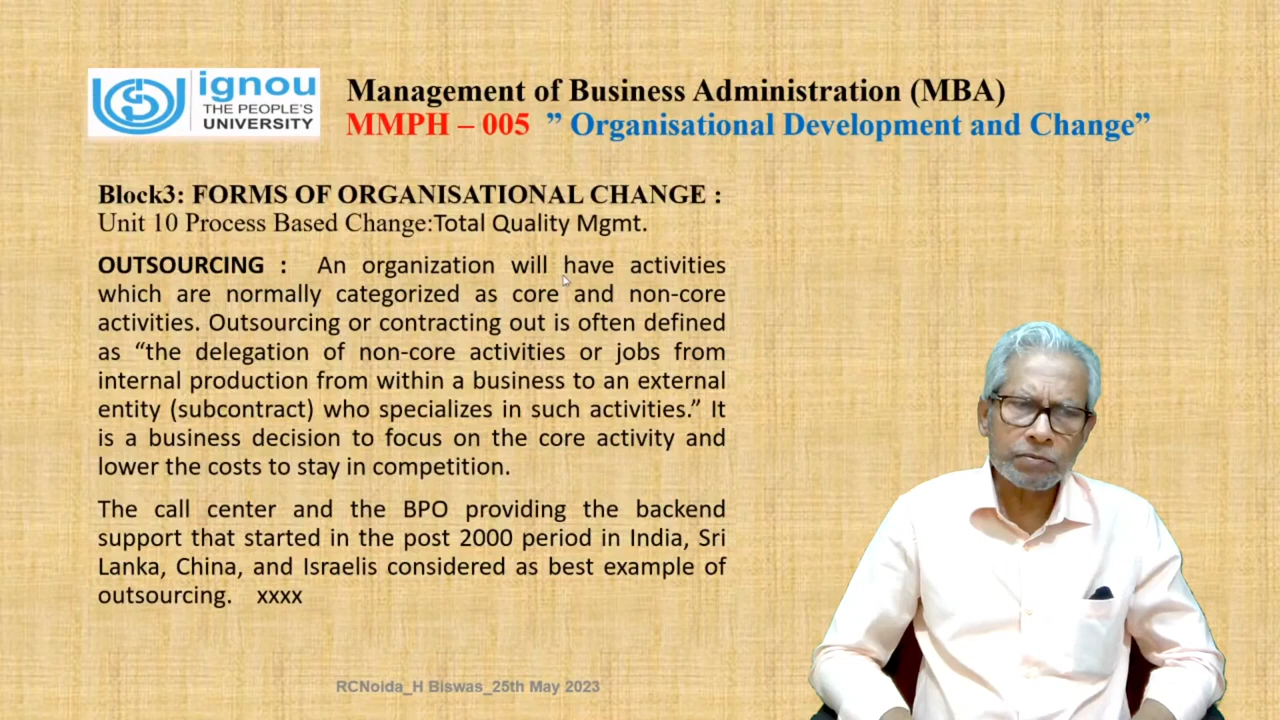 ignou
THE PEOPLE'S
UNIVERSITY
Management of Business Administration (MBA)
MMPH – 005 ” Organisational Development and Change”
Block3: FORMS OF ORGANISATIONAL CHANGE :
Unit 10 Process Based Change:Total Quality Mgmt.
OUTSOURCING : An organization will have activities
which are normally categorized as core and non-core
activities. Outsourcing or contracting out is often defined
as “the delegation of non-core activities or jobs from
internal production from within a business to an external
entity (subcontract) who specializes in such activities.” It
is a business decision to focus on the core activity and
lower the costs to stay in competition.
The call center and the BPO providing the backend
support that started in the post 2000 period in India, Sri
Lanka, China, and Israelis considered as best example of
outsourcing. xxxx
RCNoida_H Biswas_25th May 2023